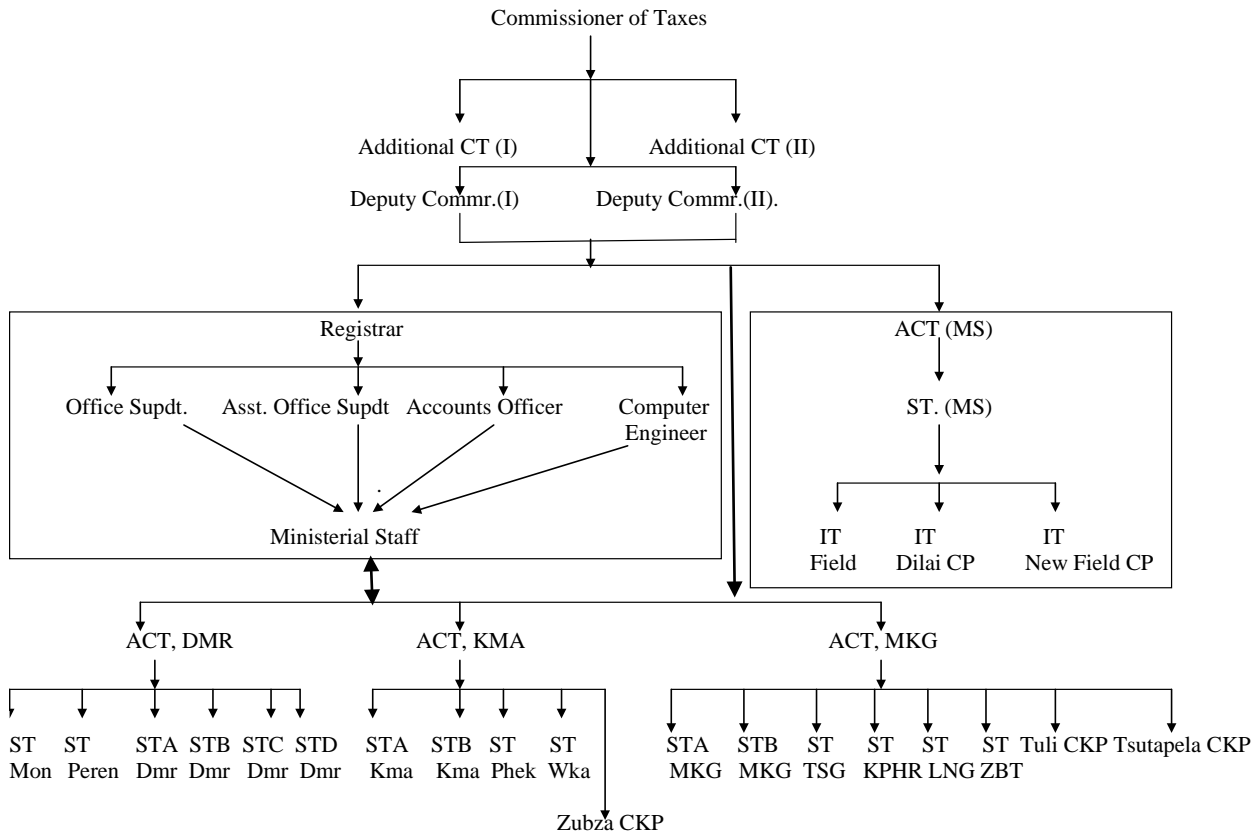 Commissioner of Taxes
Additional CT (I) Additional CT (II)
Deputy Commr.(I) Deputy Commr.(II).
Registrar ACT (MS)
Office Supdt. Asst. Office Supdt Accounts Officer Computer
Engineer
ST. (MS)
.
Ministerial Staff
IT IT IT
Field Dilai CP New Field CP
ACT, DMR ACT, KMA ACT, MKG
ST ST STA STB STC STD STA STB ST ST STA STB ST ST ST ST Tuli CKP Tsutapela CKP
Mon Peren Dmr Dmr Dmr Dmr Kma Kma Phek Wka MKG MKG TSG KPHR LNG ZBT
Zubza CKP